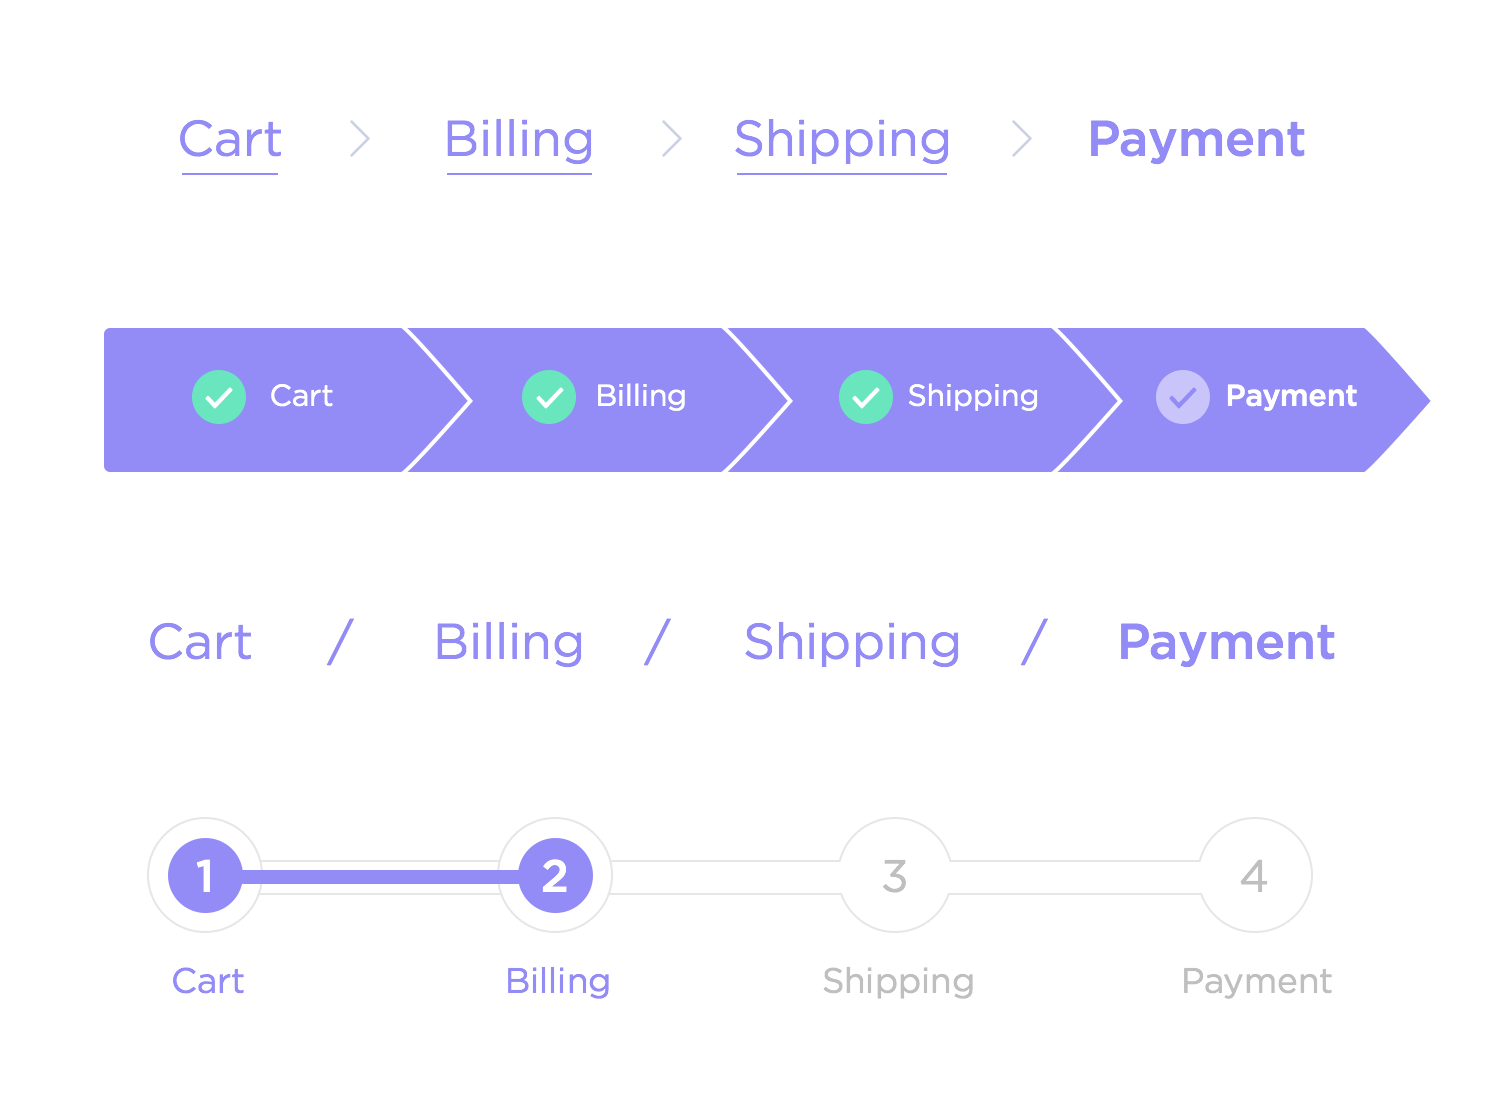 Cart > Billing > Shipping > Payment
Cart Billing Shipping Payment
Cart / Billing / Shipping / Payment
1 2 3 4
Cart Billing Shipping Payment